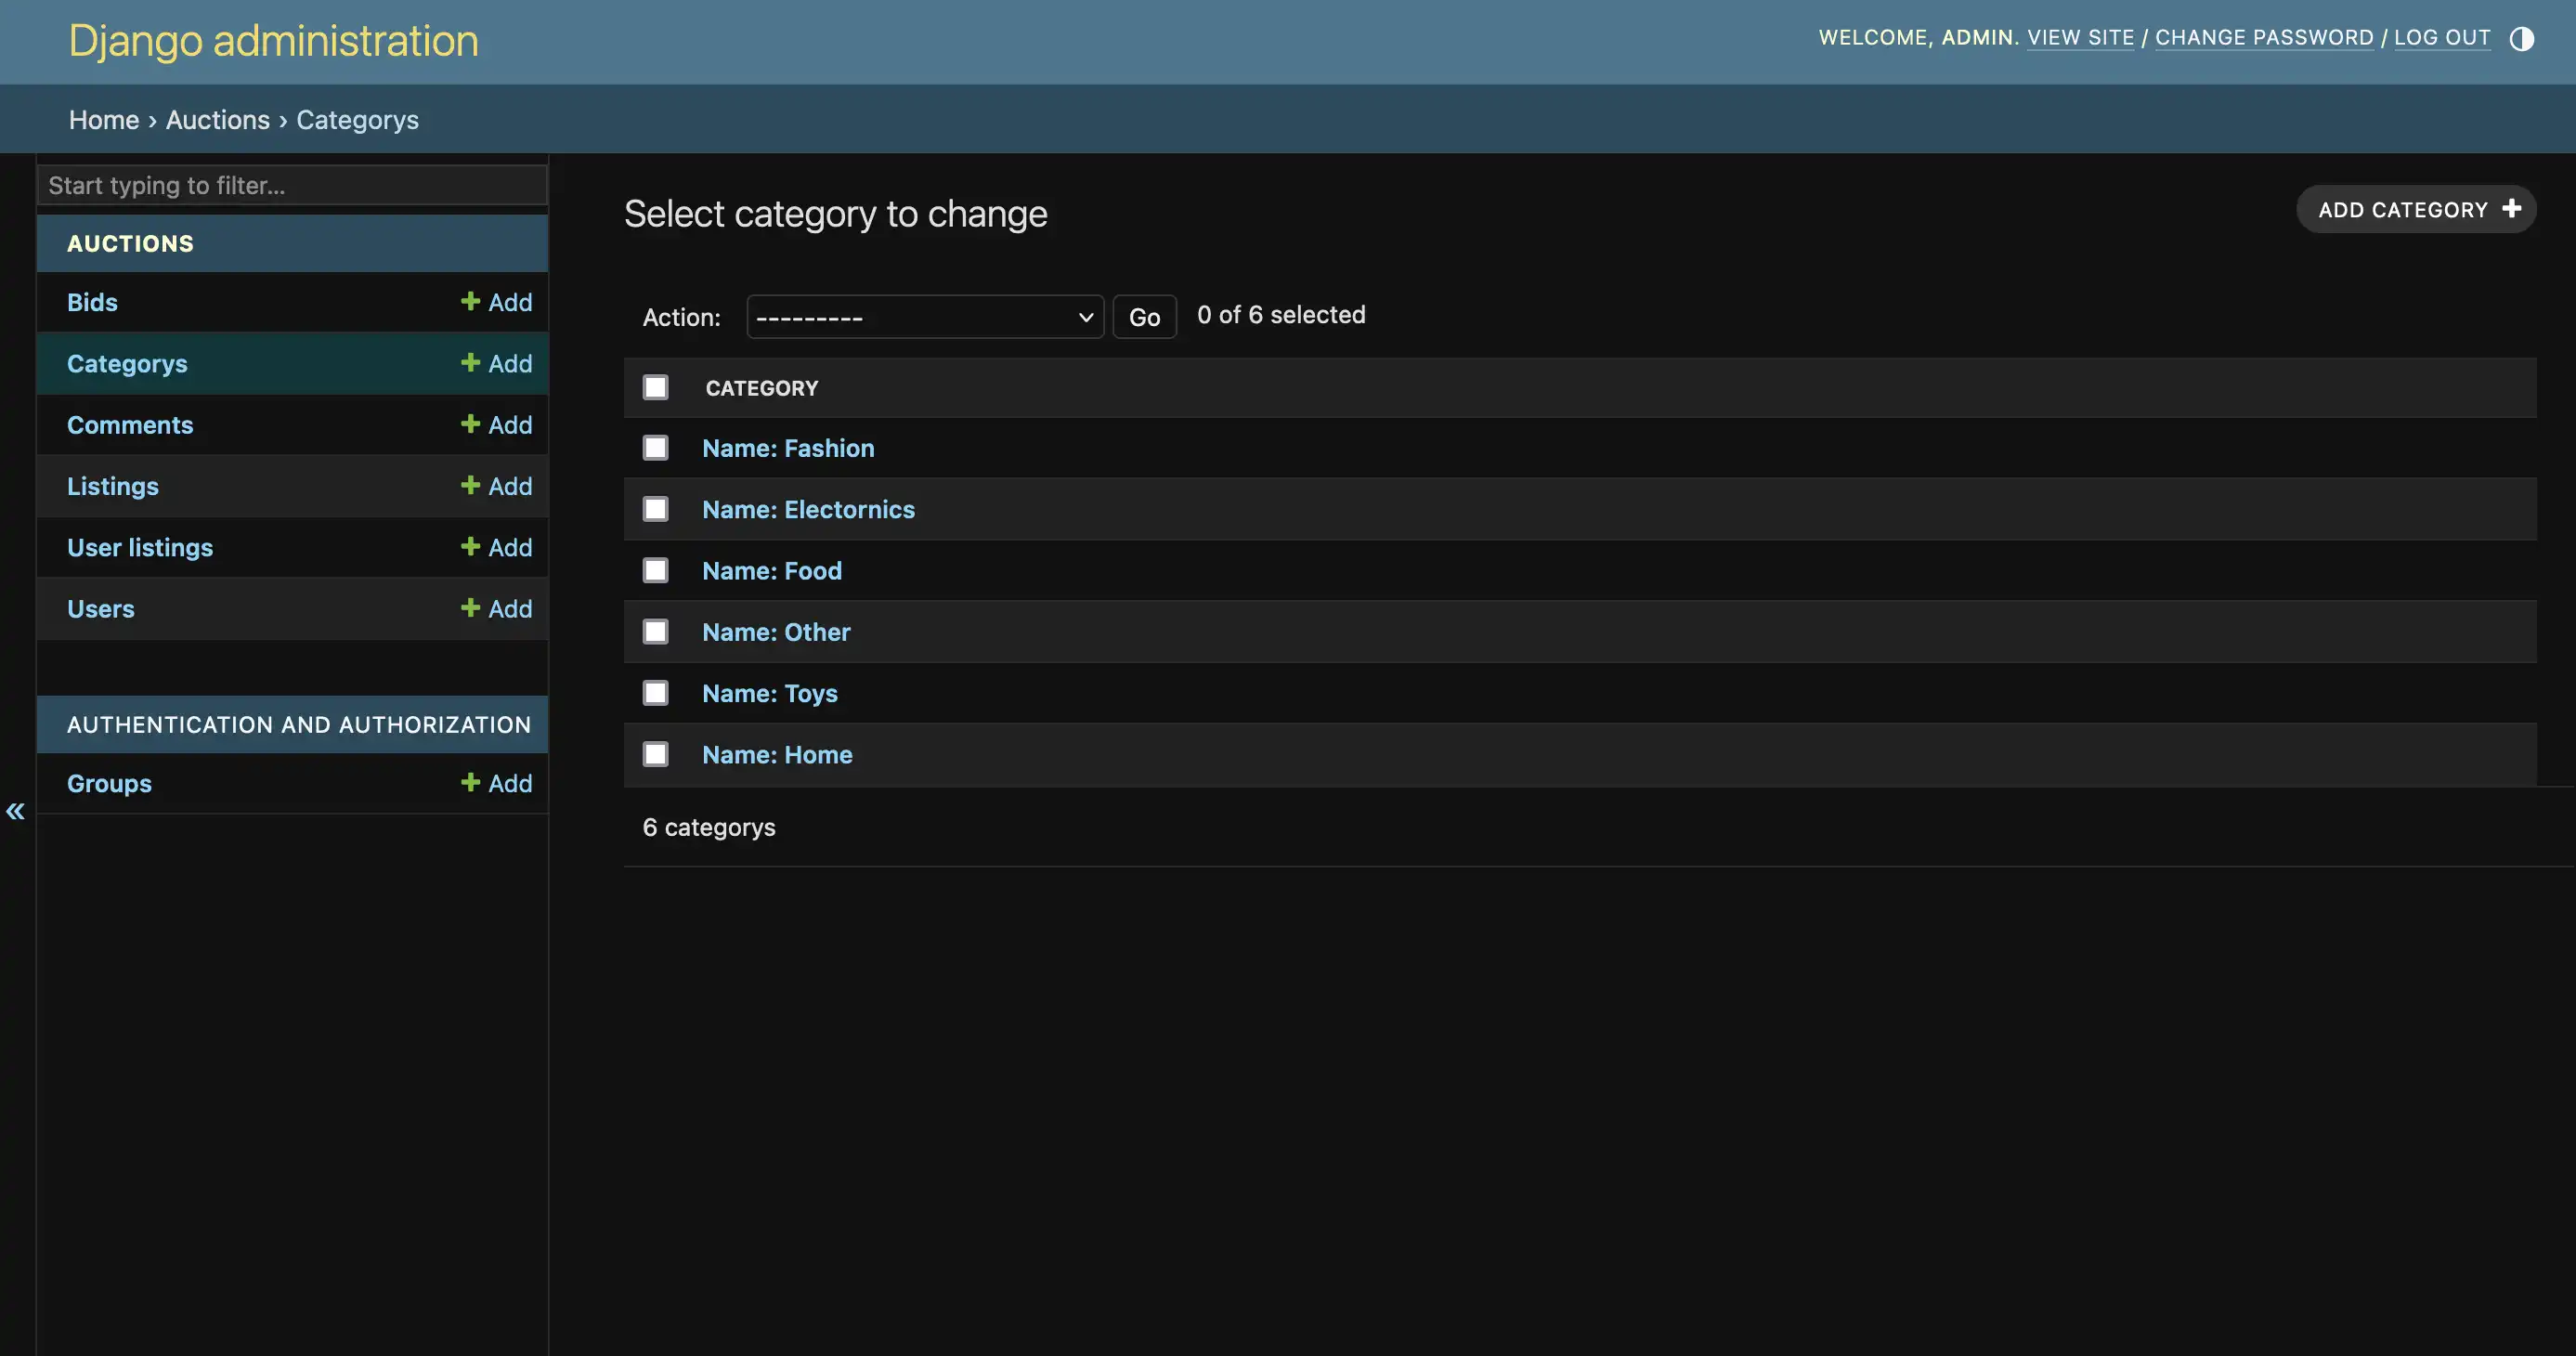 Django administration
WELCOME, ADMIN. VIEW SITE / CHANGE PASSWORD / LOG OUT
Home › Auctions › Categorys
Start typing to filter...
AUCTIONS
Bids + Add
Categorys + Add
Comments + Add
Listings + Add
User listings + Add
Users + Add
AUTHENTICATION AND AUTHORIZATION
Groups + Add
«
Select category to change
ADD CATEGORY +
Action: --------- Go 0 of 6 selected
CATEGORY
Name: Fashion
Name: Electornics
Name: Food
Name: Other
Name: Toys
Name: Home
6 categorys